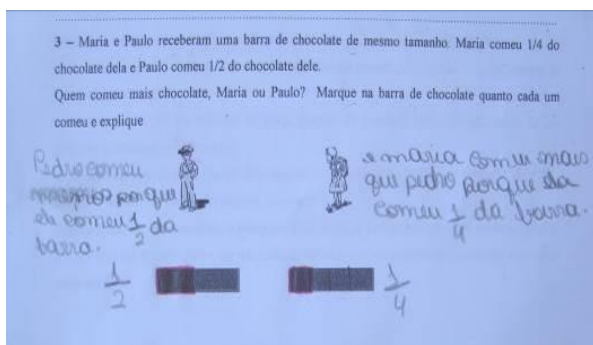 3 – Maria e Paulo receberam uma barra de chocolate de mesmo tamanho. Maria comeu 1/4 do
chocolate dela e Paulo comeu 1/2 do chocolate dele.
Quem comeu mais chocolate, Maria ou Paulo? Marque na barra de chocolate quanto cada um
comeu e explique
Pedro comeu
porque
ele comeu 1/2 da
barra.
e maria comeu mais
que pedro porque ela
comeu 1/4 da barra.
1/2
1/4